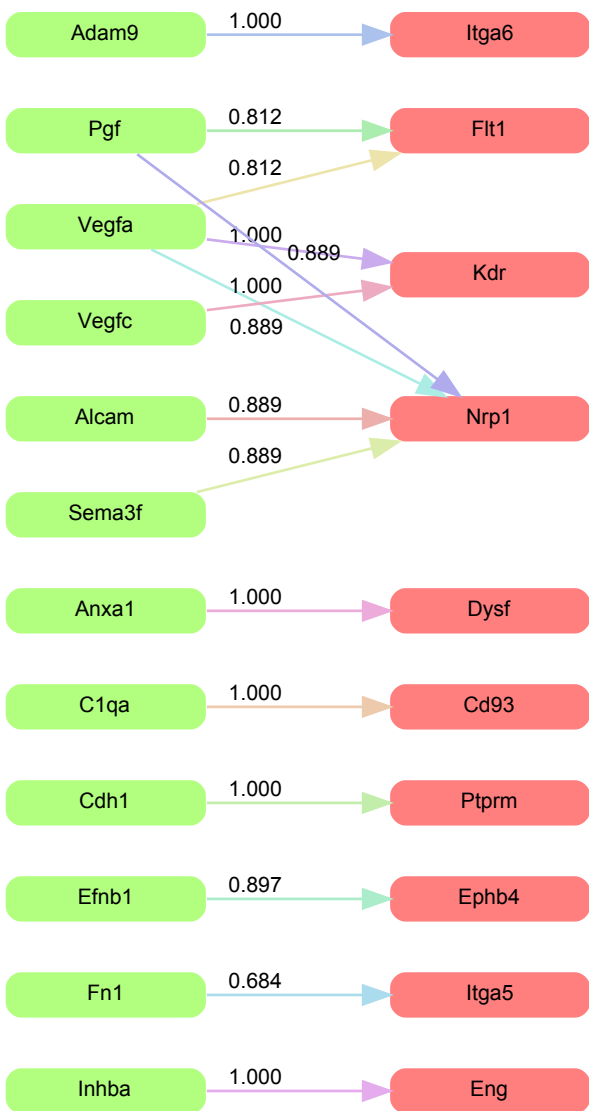 Adam9 1.000 Itga6
Pgf 0.812 Flt1
0.812
Vegfa 1.000 0.889 Kdr
Vegfc 1.000
0.889
Alcam 0.889 Nrp1
0.889
Sema3f
Anxa1 1.000 Dysf
C1qa 1.000 Cd93
Cdh1 1.000 Ptprm
Efnb1 0.897 Ephb4
Fn1 0.684 Itga5
Inhba 1.000 Eng